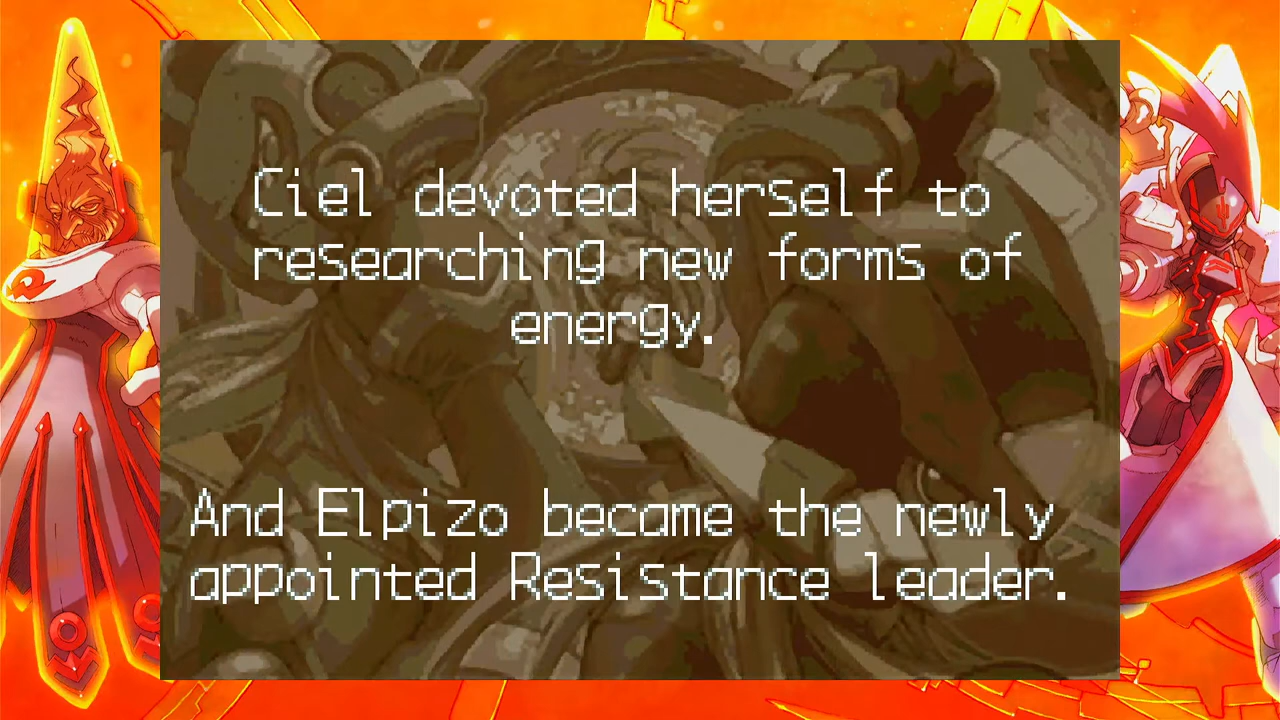 Ciel devoted herself to
researching new forms of
energy.
And Elpizo became the newly
appointed Resistance leader.